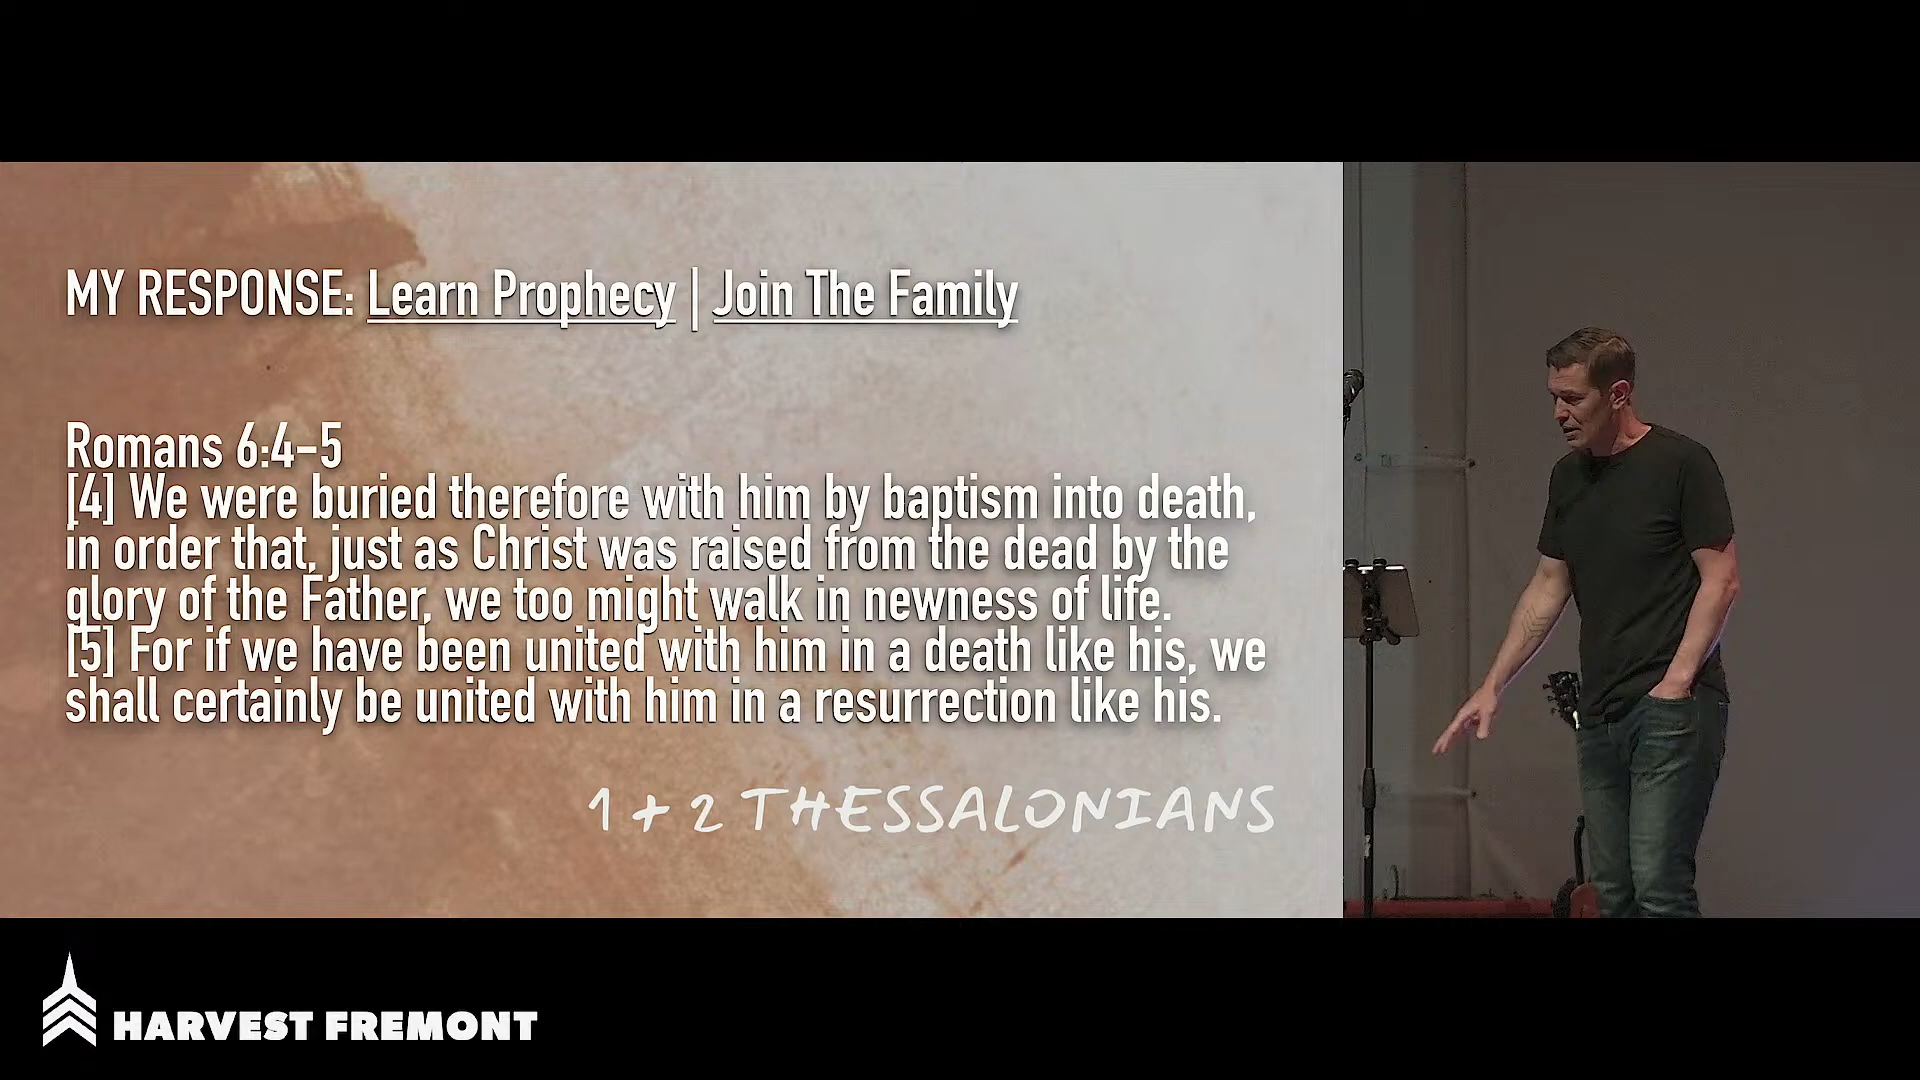 MY RESPONSE: Learn Prophecy | Join The Family
Romans 6:4–5
[4] We were buried therefore with him by baptism into death,
in order that, just as Christ was raised from the dead by the
glory of the Father, we too might walk in newness of life.
[5] For if we have been united with him in a death like his, we
shall certainly be united with him in a resurrection like his.
1 + 2 THESSALONIANS
HARVEST FREMONT